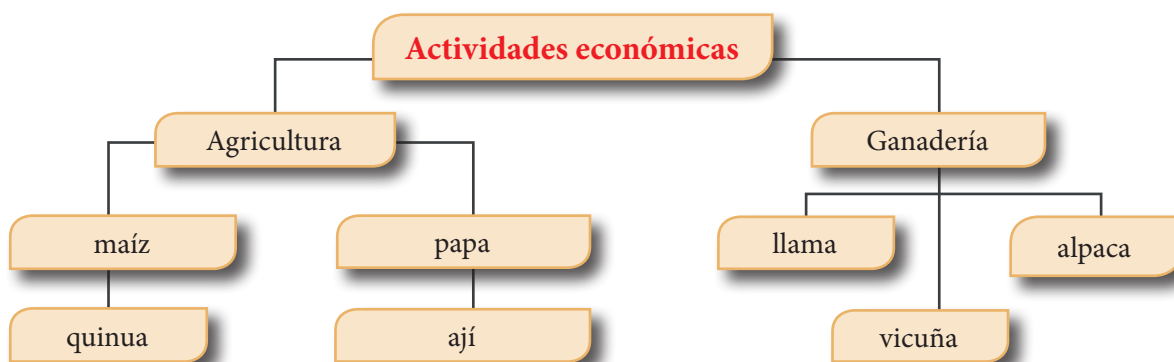 Actividades económicas
Agricultura
Ganadería
maíz
papa
llama
alpaca
quinua
ají
vicuña